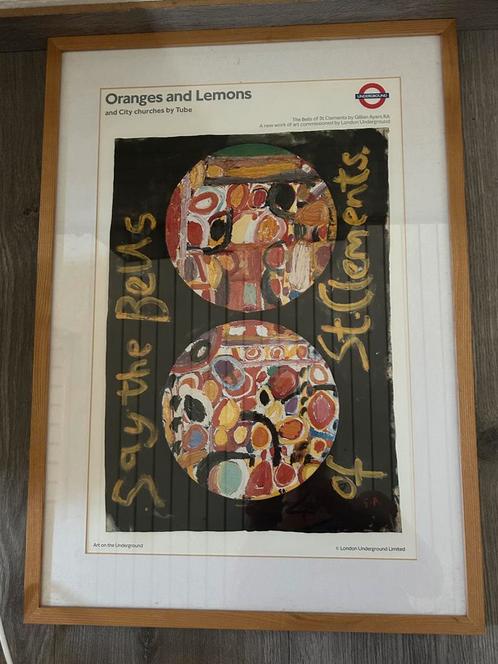 Oranges and Lemons
and City churches by Tube
UNDERGROUND
The Bells of St Clements by Gillian Ayers RA
A new work of art commissioned by London Underground
Say the Bells
of St. Clements.
Art on the Underground
© London Underground Limited